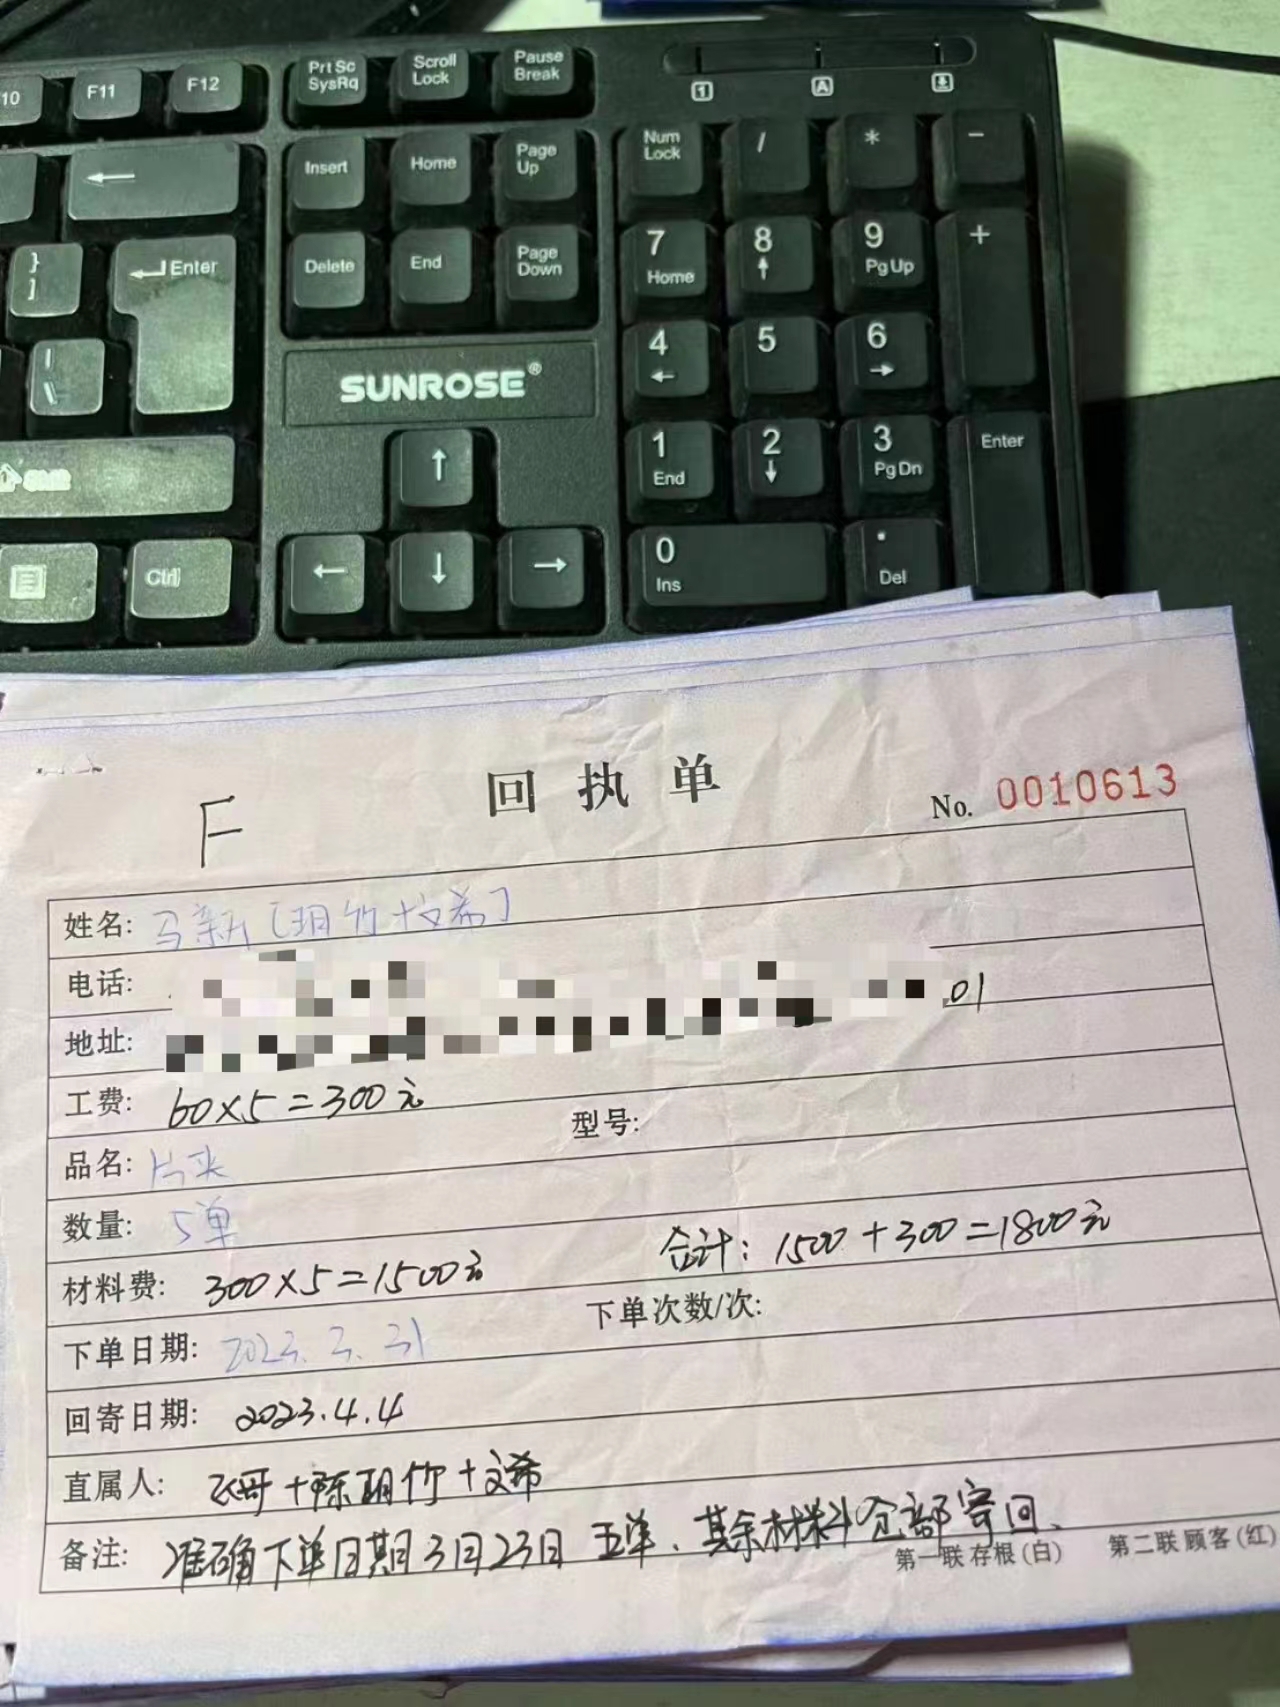 10 F11 F12 Prt Sc SysRq Scroll Lock Pause Break
1 A
Insert Home Page Up Num Lock / * -
} ] Enter Delete End Page Down 7 Home 8 9 PgUp +
| \ SUNROSE® 4 5 6
1 End 2 3 PgDn Enter
Ctrl 0 Ins . Del
F
回执单
No. 0010613
姓名: 马新[玥竹+文希]
电话: 01
地址:
工费: 60×5=300元
型号:
品名: 片夹
数量: 5单
材料费: 300×5=1500元
合计: 1500+300=1800元
下单日期: 2023.3.31
下单次数/次:
回寄日期: 2023.4.4
直属人: 飞哥+陈玥竹+文希
备注: 准确下单日期3月23日 五单、其余材料全部寄回、
第一联存根(白) 第二联顾客(红)